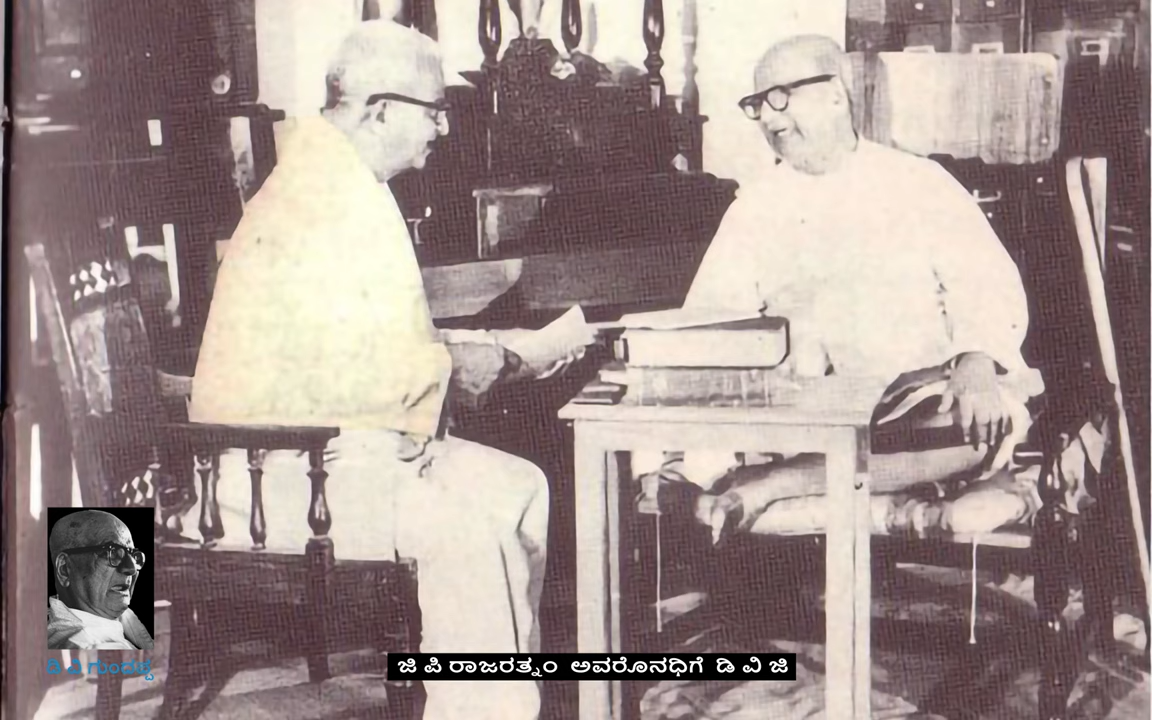 ಡಿ ವಿ ಗುಂಡಪ್ಪ
ಜಿ ಪಿ ರಾಜರತ್ನಂ ಅವರೊನಧಿಗೆ ಡಿ ವಿ ಜಿ